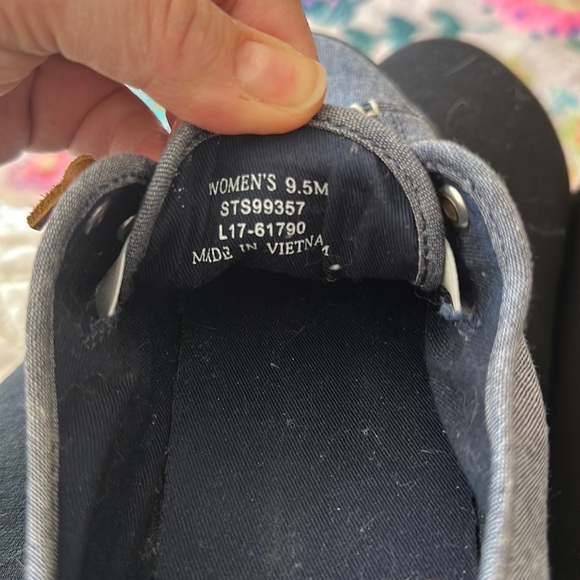 WOMEN'S 9.5M
STS99357
L17-61790
MADE IN VIETNAM